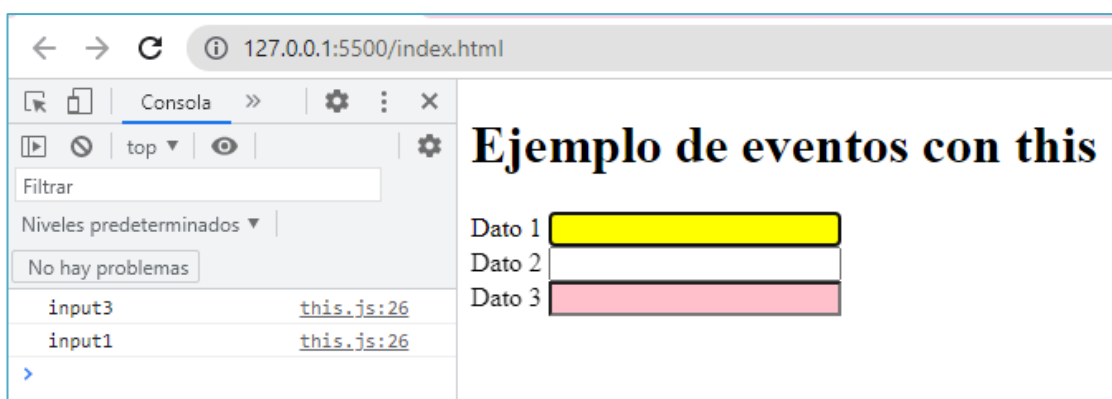 127.0.0.1:5500/index.html
Consola »
top ▼
Filtrar
Niveles predeterminados ▼
No hay problemas
input3 this.js:26
input1 this.js:26
>
Ejemplo de eventos con this
Dato 1
Dato 2
Dato 3